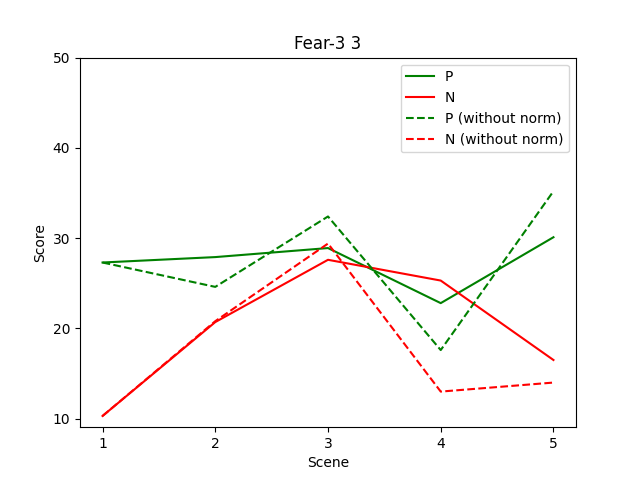 Fear-3 3
50
40
30
20
10
Score
P
N
P (without norm)
N (without norm)
1 2 3 4 5
Scene